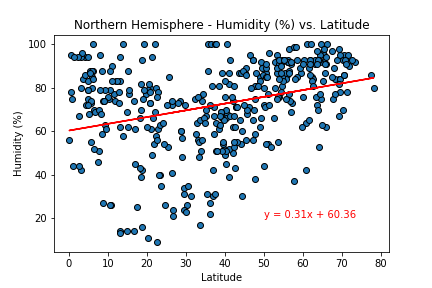 Northern Hemisphere - Humidity (%) vs. Latitude
100
80
60
40
20
Humidity (%)
y = 0.31x + 60.36
0 10 20 30 40 50 60 70 80
Latitude